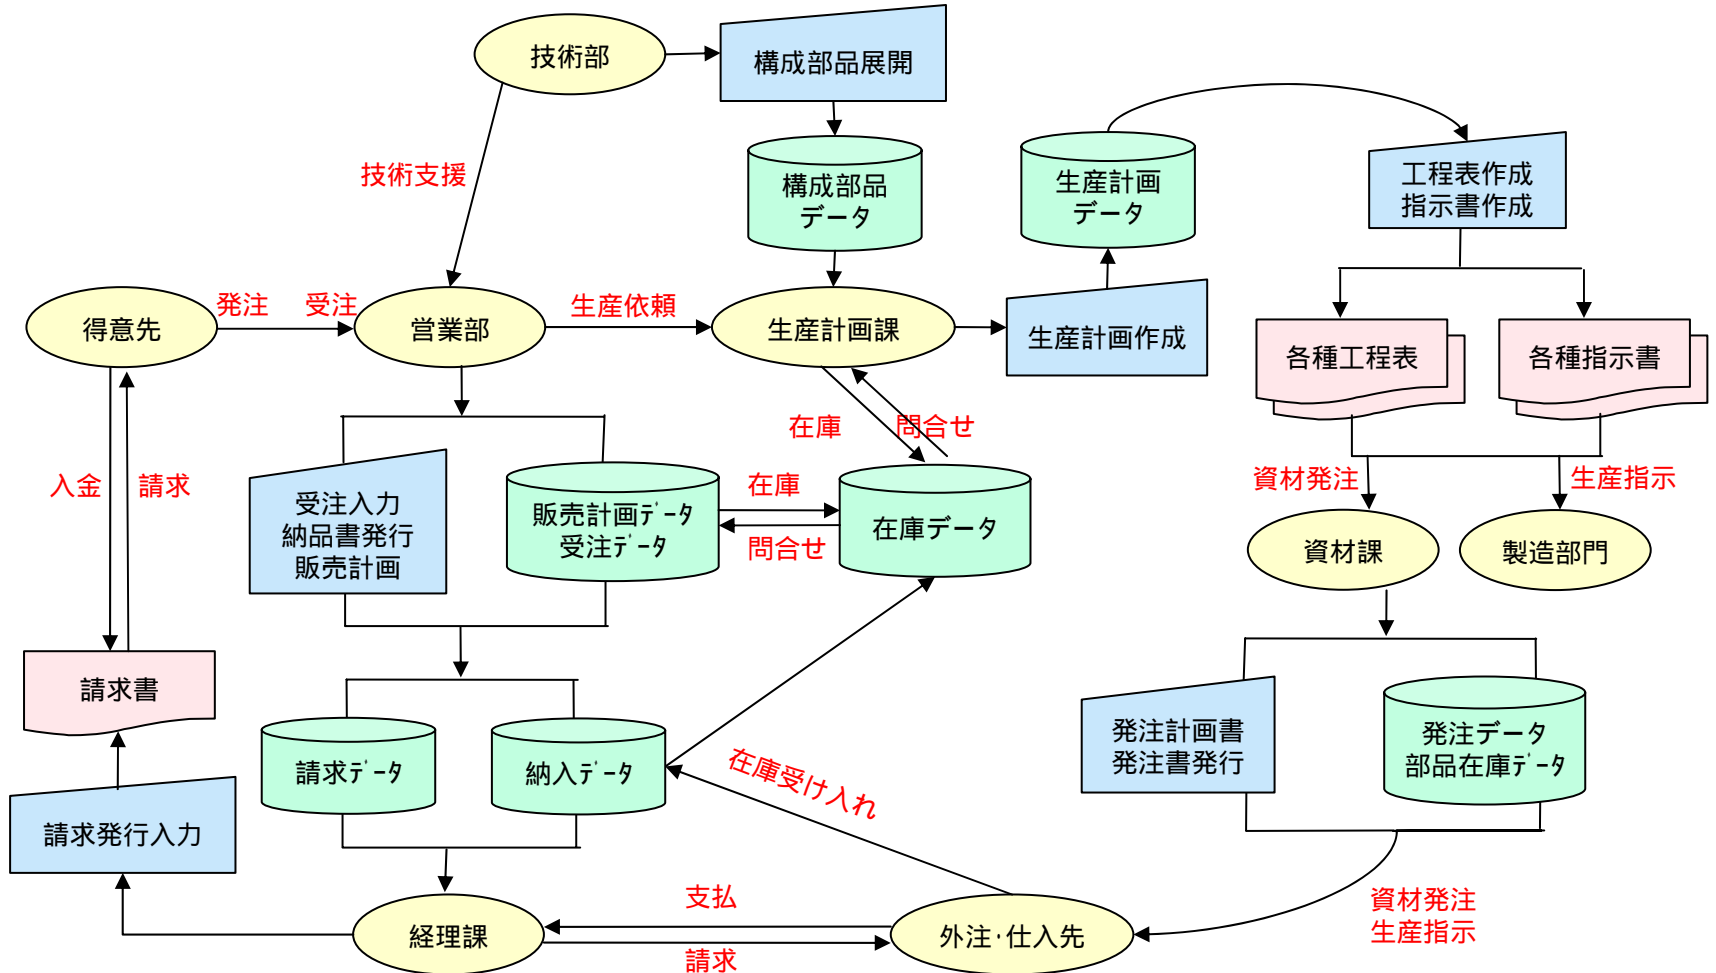 技術部
構成部品展開
技術支援
構成部品
データ
生産計画
データ
工程表作成
指示書作成
得意先
発注
受注
営業部
生産依頼
生産計画課
生産計画作成
各種工程表
各種指示書
在庫
問合せ
入金
請求
受注入力
納品書発行
販売計画
販売計画ﾃﾞｰﾀ
受注ﾃﾞｰﾀ
在庫
問合せ
在庫データ
資材発注
生産指示
資材課
製造部門
請求書
請求ﾃﾞｰﾀ
納入ﾃﾞｰﾀ
在庫受け入れ
発注計画書
発注書発行
発注データ
部品在庫ﾃﾞｰﾀ
請求発行入力
経理課
支払
請求
外注･仕入先
資材発注
生産指示